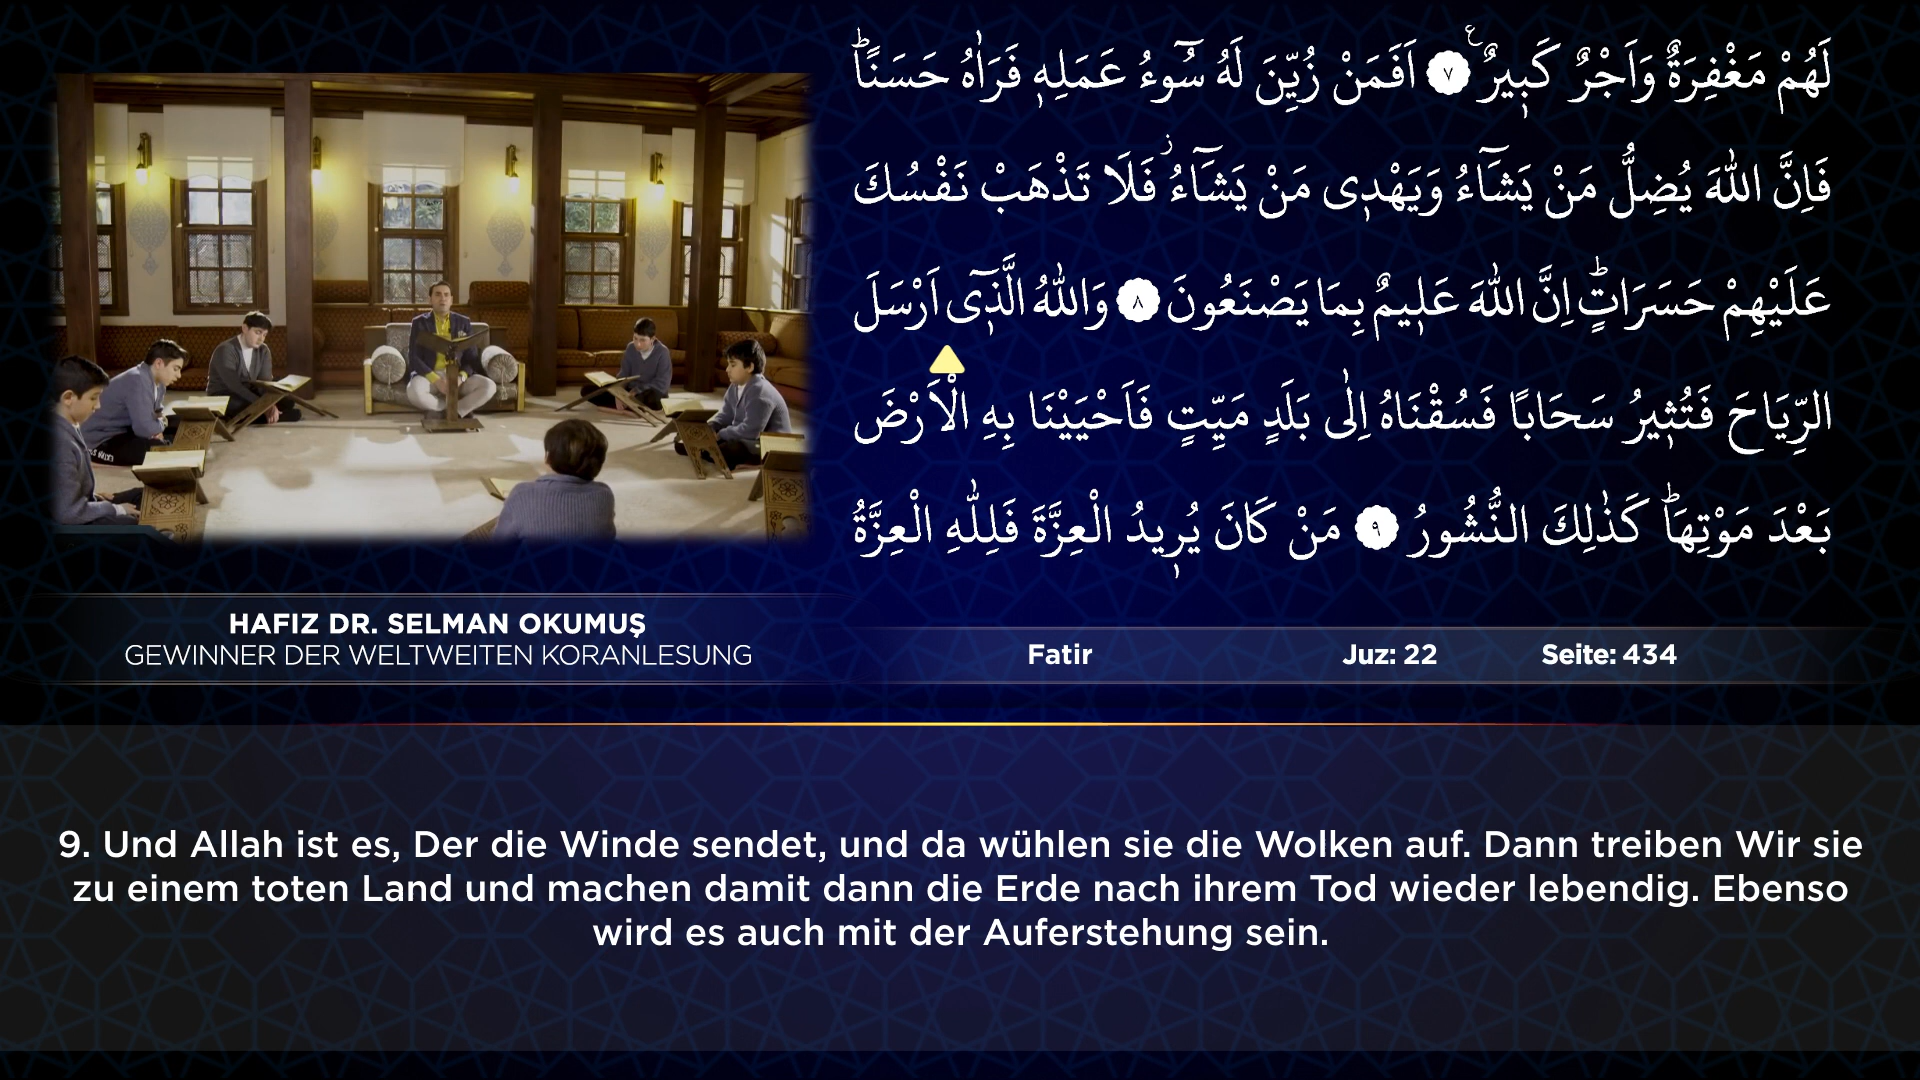 لَهُمْ مَغْفِرَةٌ وَاَجْرٌ كَبٖيرٌࣖ ﴿٧﴾ اَفَمَنْ زُيِّنَ لَهُ سُٓوءُ عَمَلِهٖ فَرَاٰهُ حَسَنًاؕ
فَاِنَّ اللّٰهَ يُضِلُّ مَنْ يَشَٓاءُ وَيَهْدٖى مَنْ يَشَٓاءُؗ فَلَا تَذْهَبْ نَفْسُكَ
عَلَيْهِمْ حَسَرَاتٍؕ اِنَّ اللّٰهَ عَلٖيمٌ بِمَا يَصْنَعُونَ ﴿٨﴾ وَاللّٰهُ الَّذٖٓى اَرْسَلَ
الرِّيَاحَ فَتُثٖيرُ سَحَابًا فَسُقْنَاهُ اِلٰى بَلَدٍ مَيِّتٍ فَاَحْيَيْنَا بِهِ الْاَرْضَ
بَعْدَ مَوْتِهَاؕ كَذٰلِكَ النُّشُورُ ﴿٩﴾ مَنْ كَانَ يُرٖيدُ الْعِزَّةَ فَلِلّٰهِ الْعِزَّةُ
HAFIZ DR. SELMAN OKUMUŞ
GEWINNER DER WELTWEITEN KORANLESUNG
Fatir Juz: 22 Seite: 434
9. Und Allah ist es, Der die Winde sendet, und da wühlen sie die Wolken auf. Dann treiben Wir sie
zu einem toten Land und machen damit dann die Erde nach ihrem Tod wieder lebendig. Ebenso
wird es auch mit der Auferstehung sein.